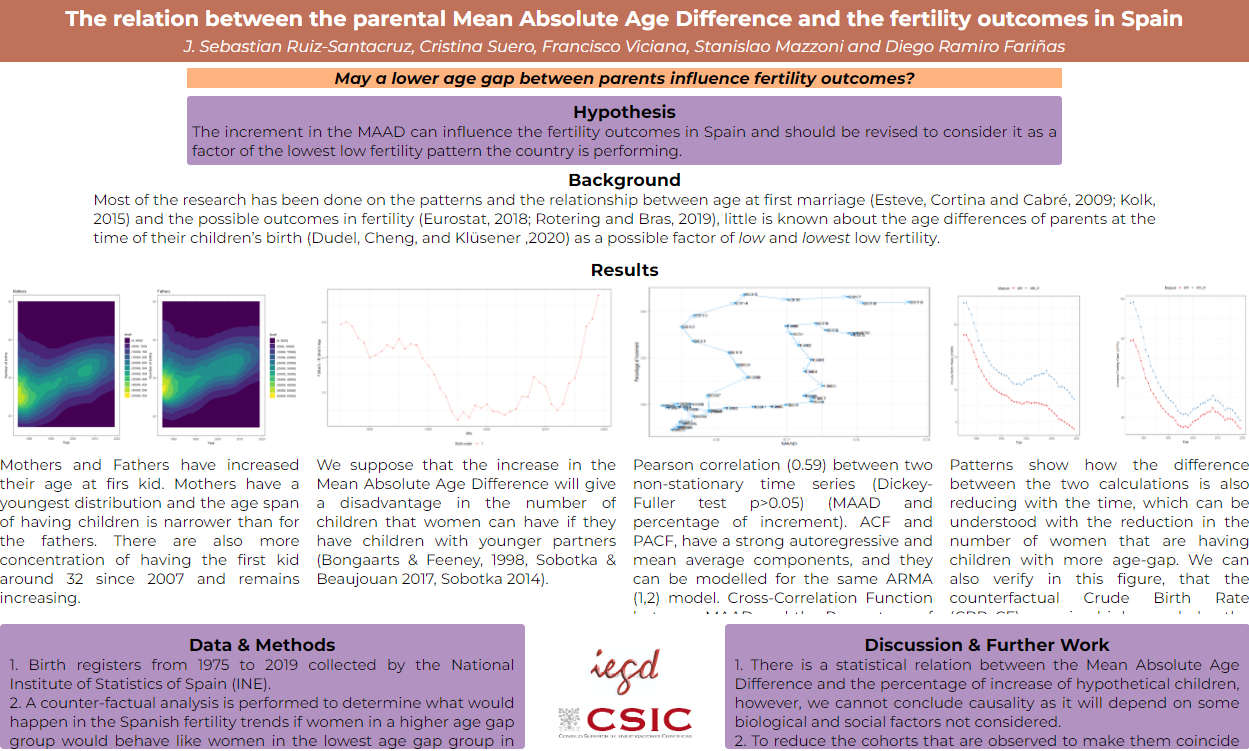 The relation between the parental Mean Absolute Age Difference and the fertility outcomes in Spain
J. Sebastian Ruiz-Santacruz, Cristina Suero, Francisco Viciana, Stanislao Mazzoni and Diego Ramiro Fariñas
May a lower age gap between parents influence fertility outcomes?
Hypothesis
The increment in the MAAD can influence the fertility outcomes in Spain and should be revised to consider it as a
factor of the lowest low fertility pattern the country is performing.
Background
Most of the research has been done on the patterns and the relationship between age at first marriage (Esteve, Cortina and Cabré, 2009; Kolk,
2015) and the possible outcomes in fertility (Eurostat, 2018; Rotering and Bras, 2019), little is known about the age differences of parents at the
time of their children's birth (Dudel, Cheng, and Klüsener ,2020) as a possible factor of low and lowest low fertility.
Results
Mothers
Fathers
Mothers and Fathers have increased
their age at firs kid. Mothers have a
youngest distribution and the age span
of having children is narrower than for
the fathers. There are also more
concentration of having the first kid
around 32 since 2007 and remains
increasing.
We suppose that the increase in the
Mean Absolute Age Difference will give
a disadvantage in the number of
children that women can have if they
have children with younger partners
(Bongaarts & Feeney, 1998, Sobotka &
Beaujouan 2017, Sobotka 2014).
Pearson correlation (0.59) between two
non-stationary time series (Dickey-
Fuller test p>0.05) (MAAD and
percentage of increment). ACF and
PACF, have a strong autoregressive and
mean average components, and they
can be modelled for the same ARMA
(1,2) model. Cross-Correlation Function
Patterns show how the difference
between the two calculations is also
reducing with the time, which can be
understood with the reduction in the
number of women that are having
children with more age-gap. We can
also verify in this figure, that the
counterfactual Crude Birth Rate
Data & Methods
1. Birth registers from 1975 to 2019 collected by the National
Institute of Statistics of Spain (INE).
2. A counter-factual analysis is performed to determine what would
happen in the Spanish fertility trends if women in a higher age gap
group would behave like women in the lowest age gap group in
iegd
CSIC
CONSEJO SUPERIOR DE INVESTIGACIONES CIENTÍFICAS
Discussion & Further Work
1. There is a statistical relation between the Mean Absolute Age
Difference and the percentage of increase of hypothetical children,
however, we cannot conclude causality as it will depend on some
biological and social factors not considered.
2. To reduce the cohorts that are observed to make them coincide